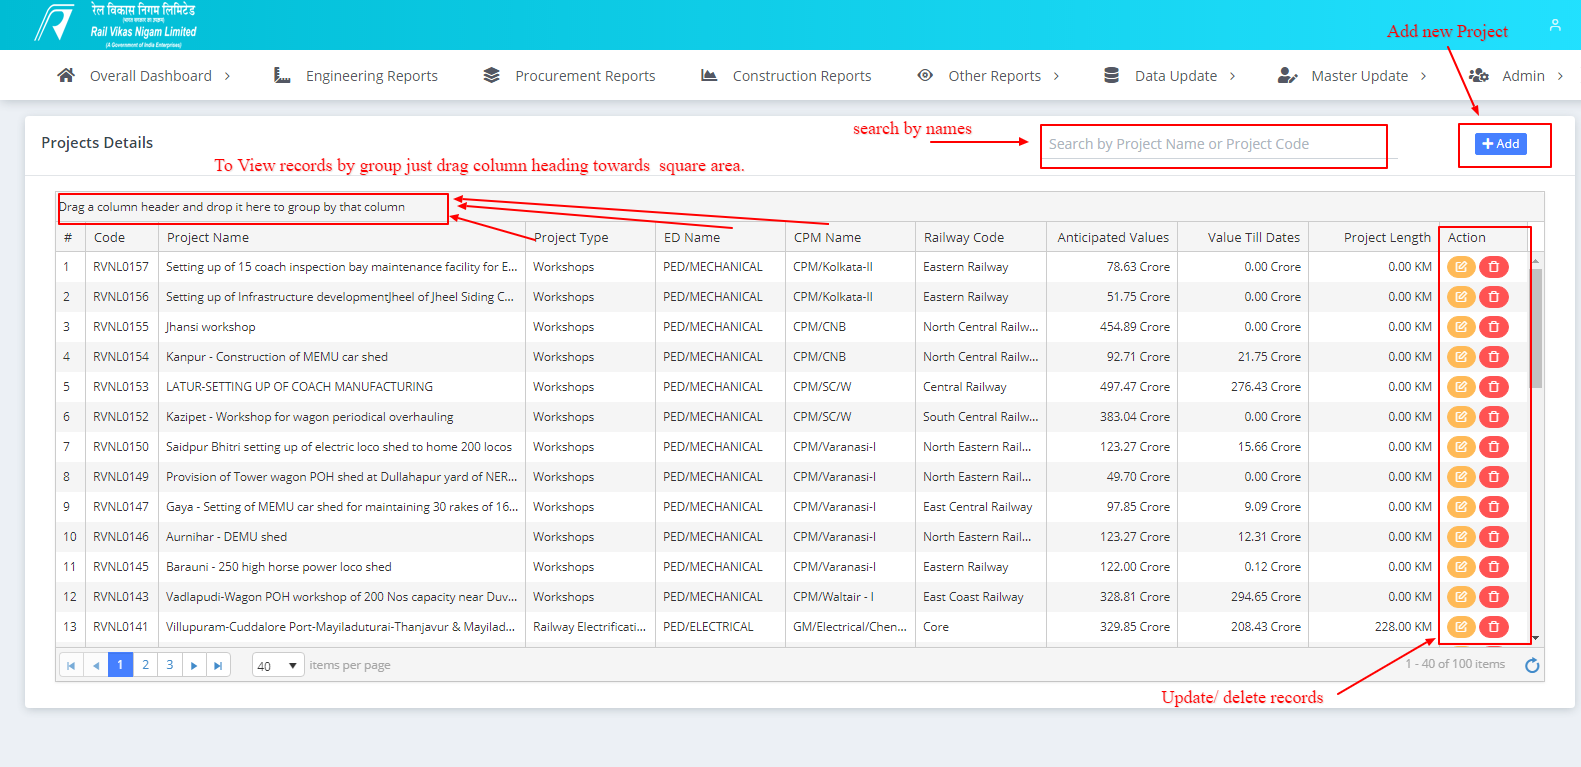 रेल विकास निगम लिमिटेड
(भारत सरकार का उपक्रम)
Rail Vikas Nigam Limited
(A Government of India Enterprises)
Add new Project
Overall Dashboard Engineering Reports Procurement Reports Construction Reports Other Reports Data Update Master Update Admin
Projects Details
search by names
Search by Project Name or Project Code
+ Add
To View records by group just drag column heading towards square area.
Drag a column header and drop it here to group by that column
# Code Project Name Project Type ED Name CPM Name Railway Code Anticipated Values Value Till Dates Project Length Action
1 RVNL0157 Setting up of 15 coach inspection bay maintenance facility for E... Workshops PED/MECHANICAL CPM/Kolkata-II Eastern Railway 78.63 Crore 0.00 Crore 0.00 KM
2 RVNL0156 Setting up of Infrastructure developmentJheel of Jheel Siding C... Workshops PED/MECHANICAL CPM/Kolkata-II Eastern Railway 51.75 Crore 0.00 Crore 0.00 KM
3 RVNL0155 Jhansi workshop Workshops PED/MECHANICAL CPM/CNB North Central Railw... 454.89 Crore 0.00 Crore 0.00 KM
4 RVNL0154 Kanpur - Construction of MEMU car shed Workshops PED/MECHANICAL CPM/CNB North Central Railw... 92.71 Crore 21.75 Crore 0.00 KM
5 RVNL0153 LATUR-SETTING UP OF COACH MANUFACTURING Workshops PED/MECHANICAL CPM/SC/W Central Railway 497.47 Crore 276.43 Crore 0.00 KM
6 RVNL0152 Kazipet - Workshop for wagon periodical overhauling Workshops PED/MECHANICAL CPM/SC/W South Central Railw... 383.04 Crore 0.00 Crore 0.00 KM
7 RVNL0150 Saidpur Bhitri setting up of electric loco shed to home 200 locos Workshops PED/MECHANICAL CPM/Varanasi-I North Eastern Rail... 123.27 Crore 15.66 Crore 0.00 KM
8 RVNL0149 Provision of Tower wagon POH shed at Dullahapur yard of NER... Workshops PED/MECHANICAL CPM/Varanasi-I North Eastern Rail... 49.70 Crore 0.00 Crore 0.00 KM
9 RVNL0147 Gaya - Setting of MEMU car shed for maintaining 30 rakes of 16... Workshops PED/MECHANICAL CPM/Varanasi-I East Central Railway 97.85 Crore 9.09 Crore 0.00 KM
10 RVNL0146 Aurnihar - DEMU shed Workshops PED/MECHANICAL CPM/Varanasi-I North Eastern Rail... 123.27 Crore 12.31 Crore 0.00 KM
11 RVNL0145 Barauni - 250 high horse power loco shed Workshops PED/MECHANICAL CPM/Varanasi-I Eastern Railway 122.00 Crore 0.12 Crore 0.00 KM
12 RVNL0143 Vadlapudi-Wagon POH workshop of 200 Nos capacity near Duv... Workshops PED/MECHANICAL CPM/Waltair - I East Coast Railway 328.81 Crore 294.65 Crore 0.00 KM
13 RVNL0141 Villupuram-Cuddalore Port-Mayiladuturai-Thanjavur & Mayilad... Railway Electrificati... PED/ELECTRICAL GM/Electrical/Chen... Core 329.85 Crore 208.43 Crore 228.00 KM
1 2 3 40 items per page 1 - 40 of 100 items
Update/ delete records